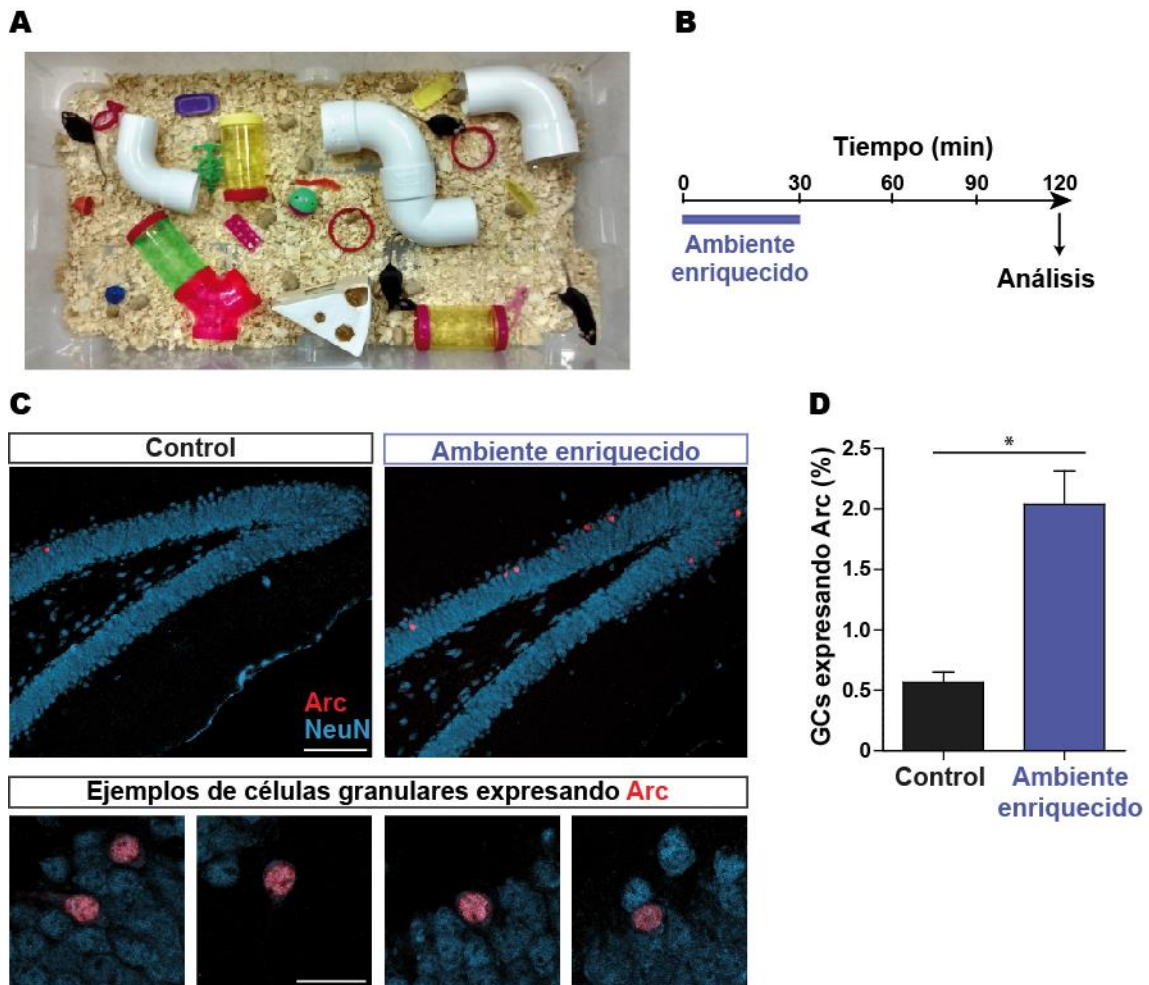 A
B
Tiempo (min)
0 30 60 90 120
Ambiente
enriquecido
Análisis
C
Control
Ambiente enriquecido
Arc
NeuN
Ejemplos de células granulares expresando Arc
D
GCs expresando Arc (%)
2.5
2.0
1.5
1.0
0.5
0
*
Control
Ambiente
enriquecido